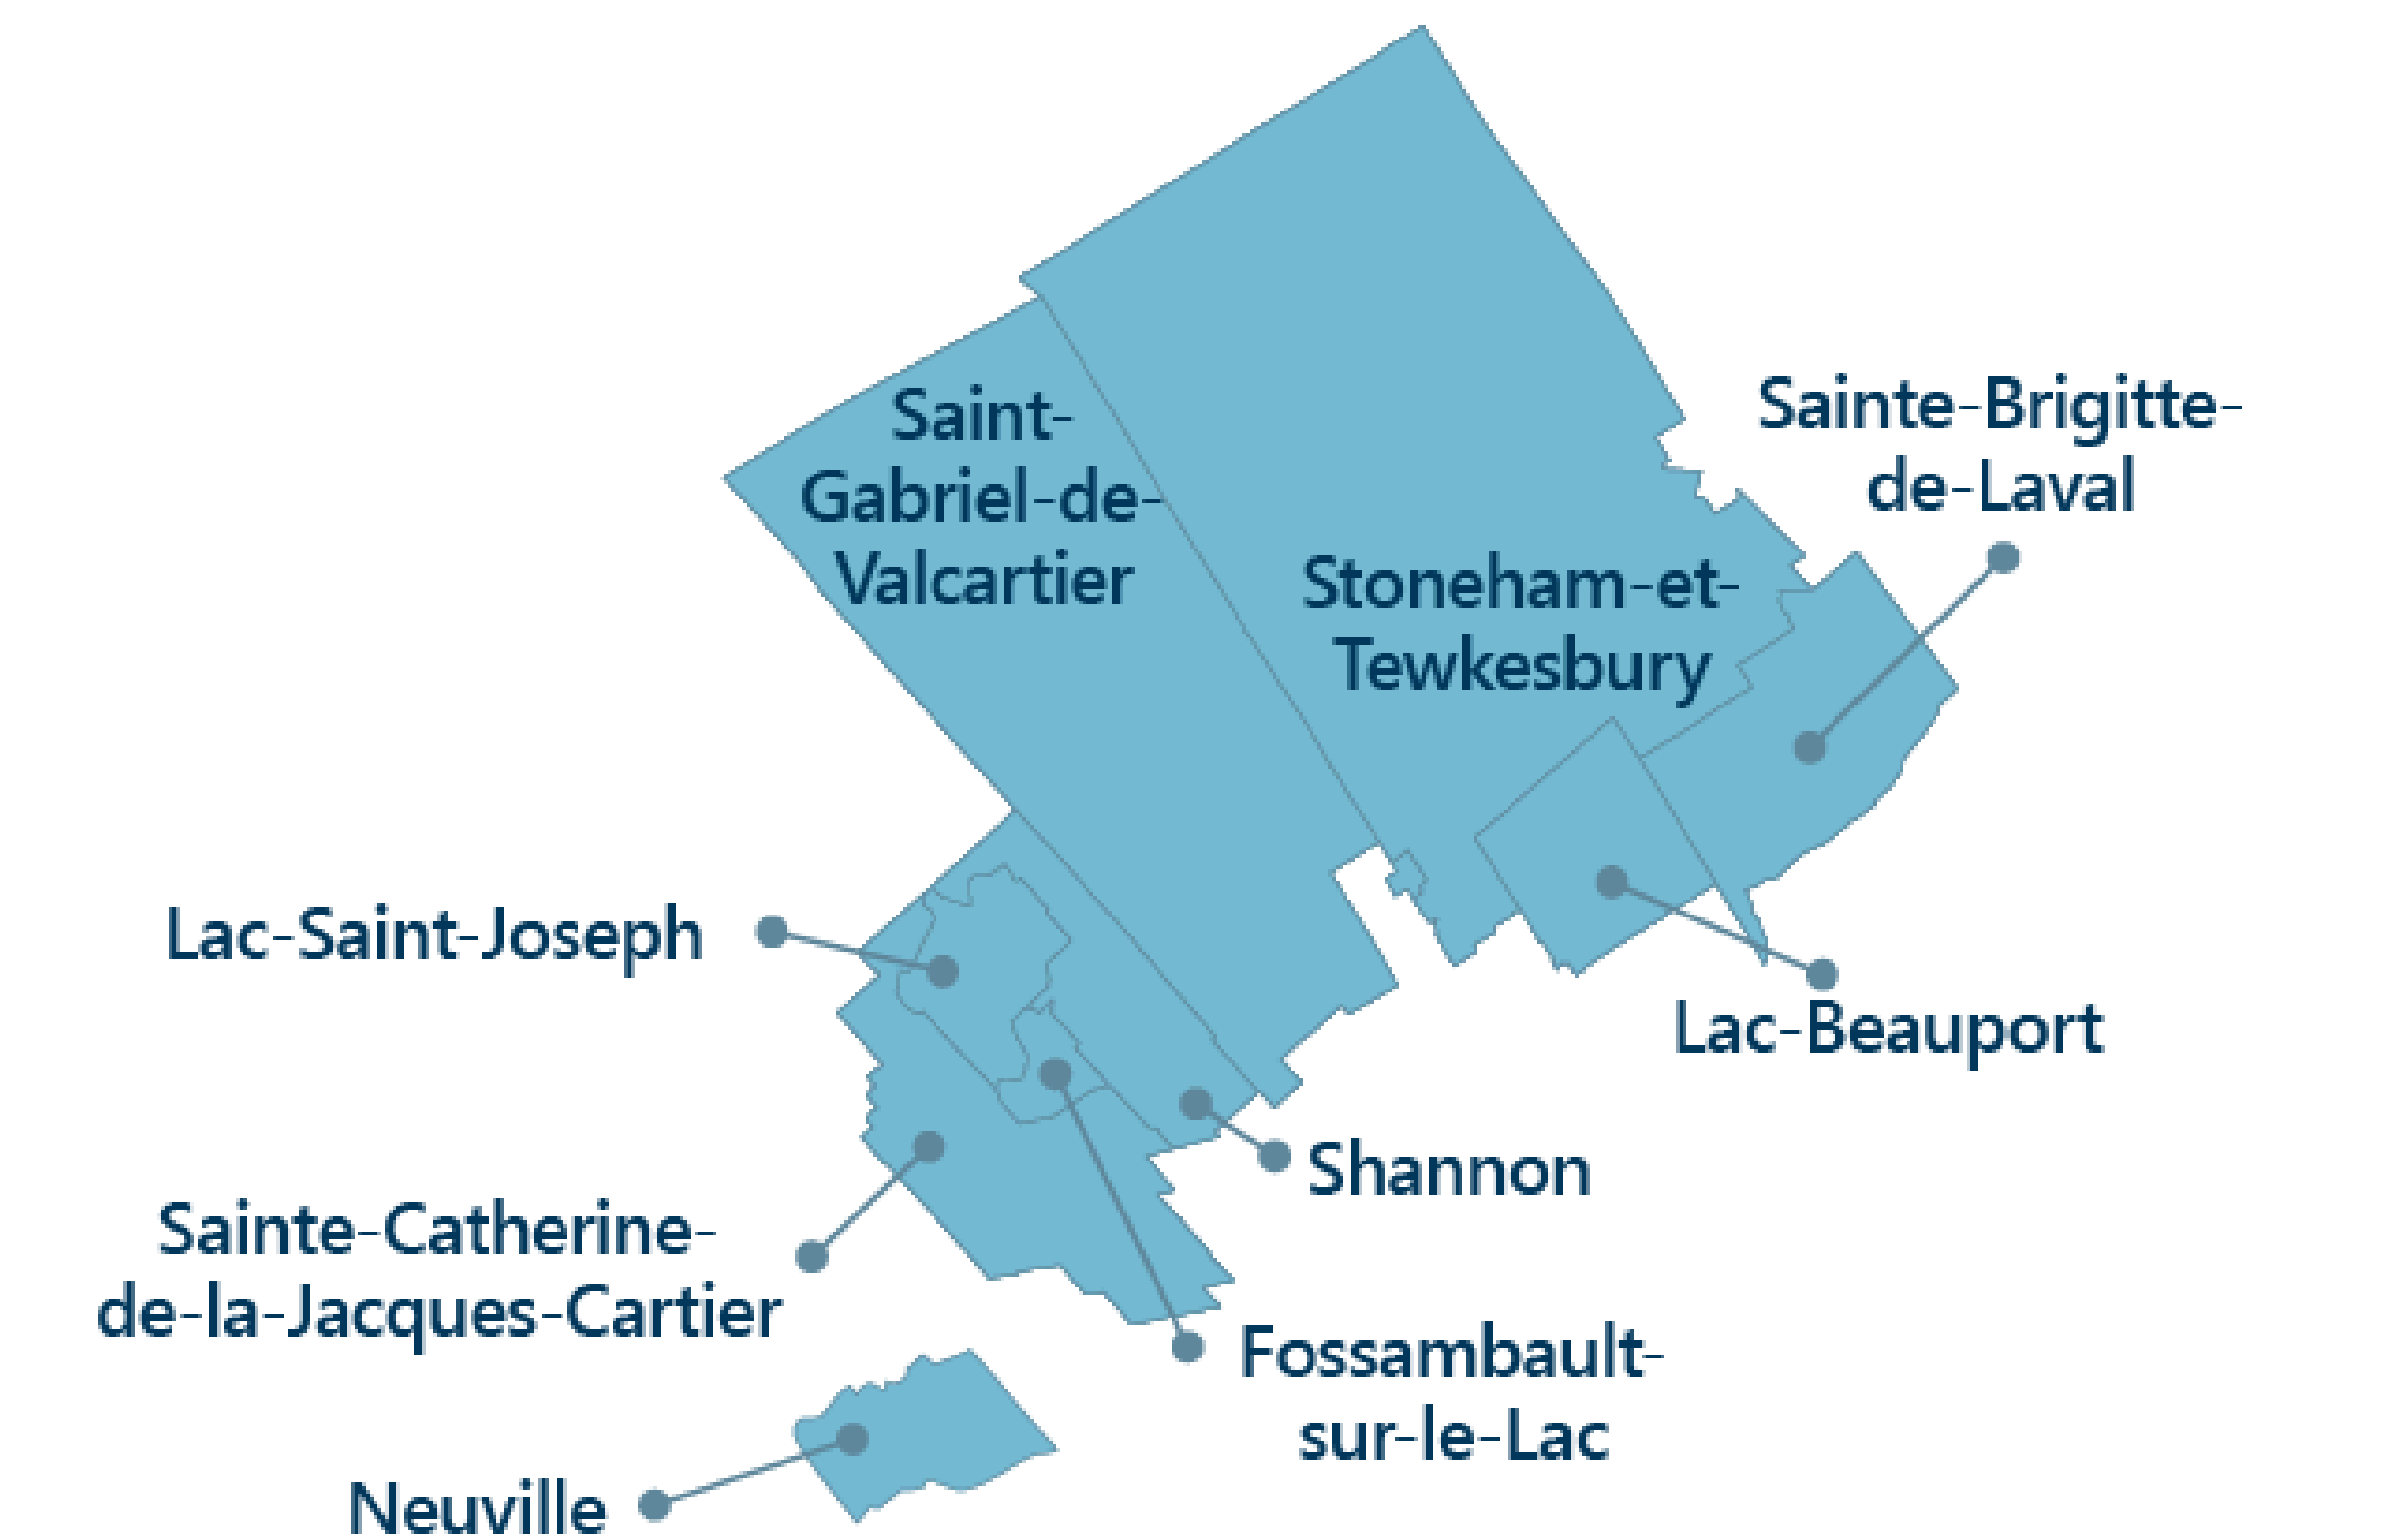 Saint-
Gabriel-de-
Valcartier
Stoneham-et-
Tewkesbury
Sainte-Brigitte-
de-Laval
Lac-Saint-Joseph
Lac-Beauport
Shannon
Sainte-Catherine-
de-la-Jacques-Cartier
Fossambault-
sur-le-Lac
Neuville